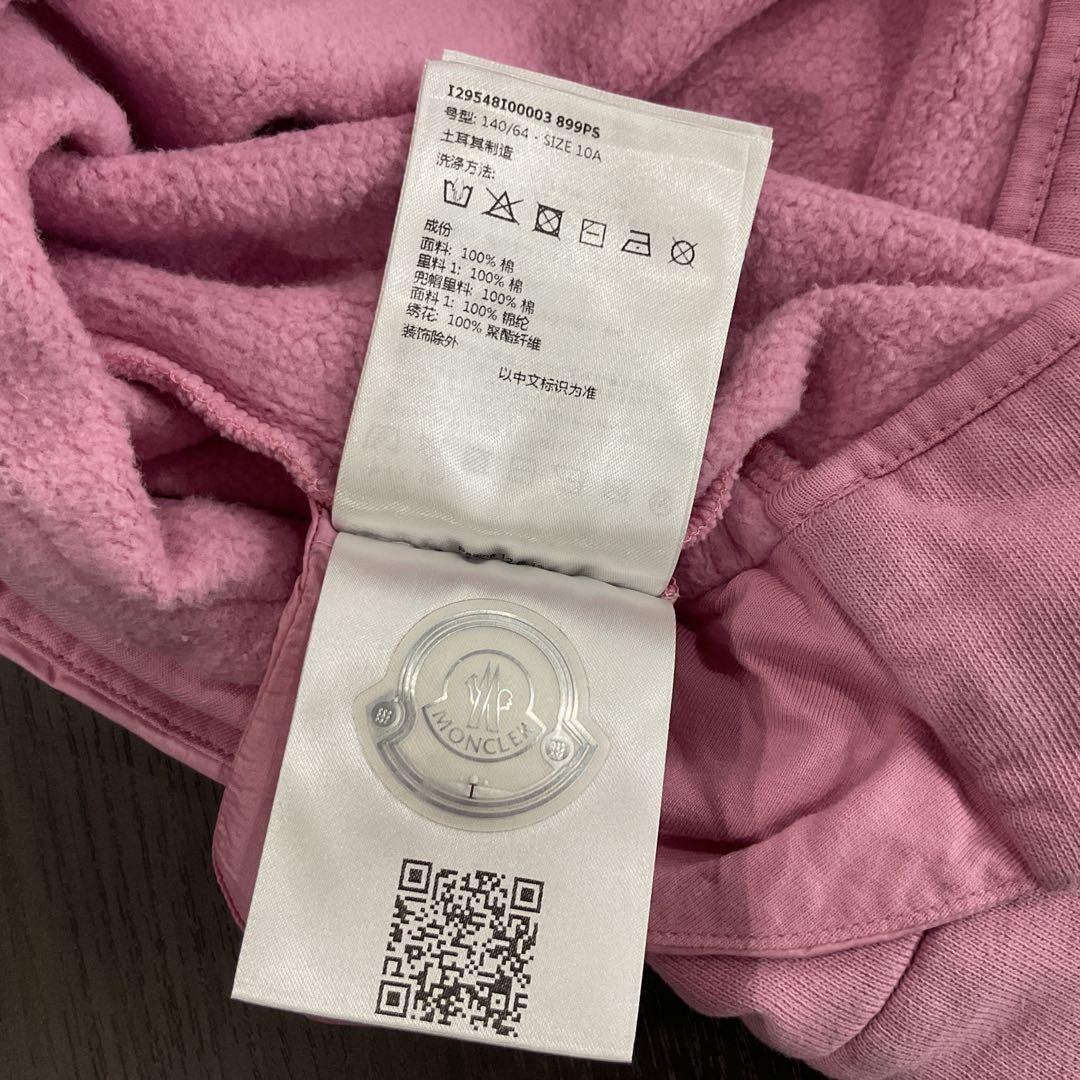 I29548I00003 899PS
号型: 140/64 - SIZE 10A
土耳其制造
洗涤方法:
成份
面料: 100% 棉
里料 1: 100% 棉
兜帽里料: 100% 棉
面料 1: 100% 锦纶
绣花: 100% 聚酯纤维
装饰除外
以中文标识为准
MONCLER